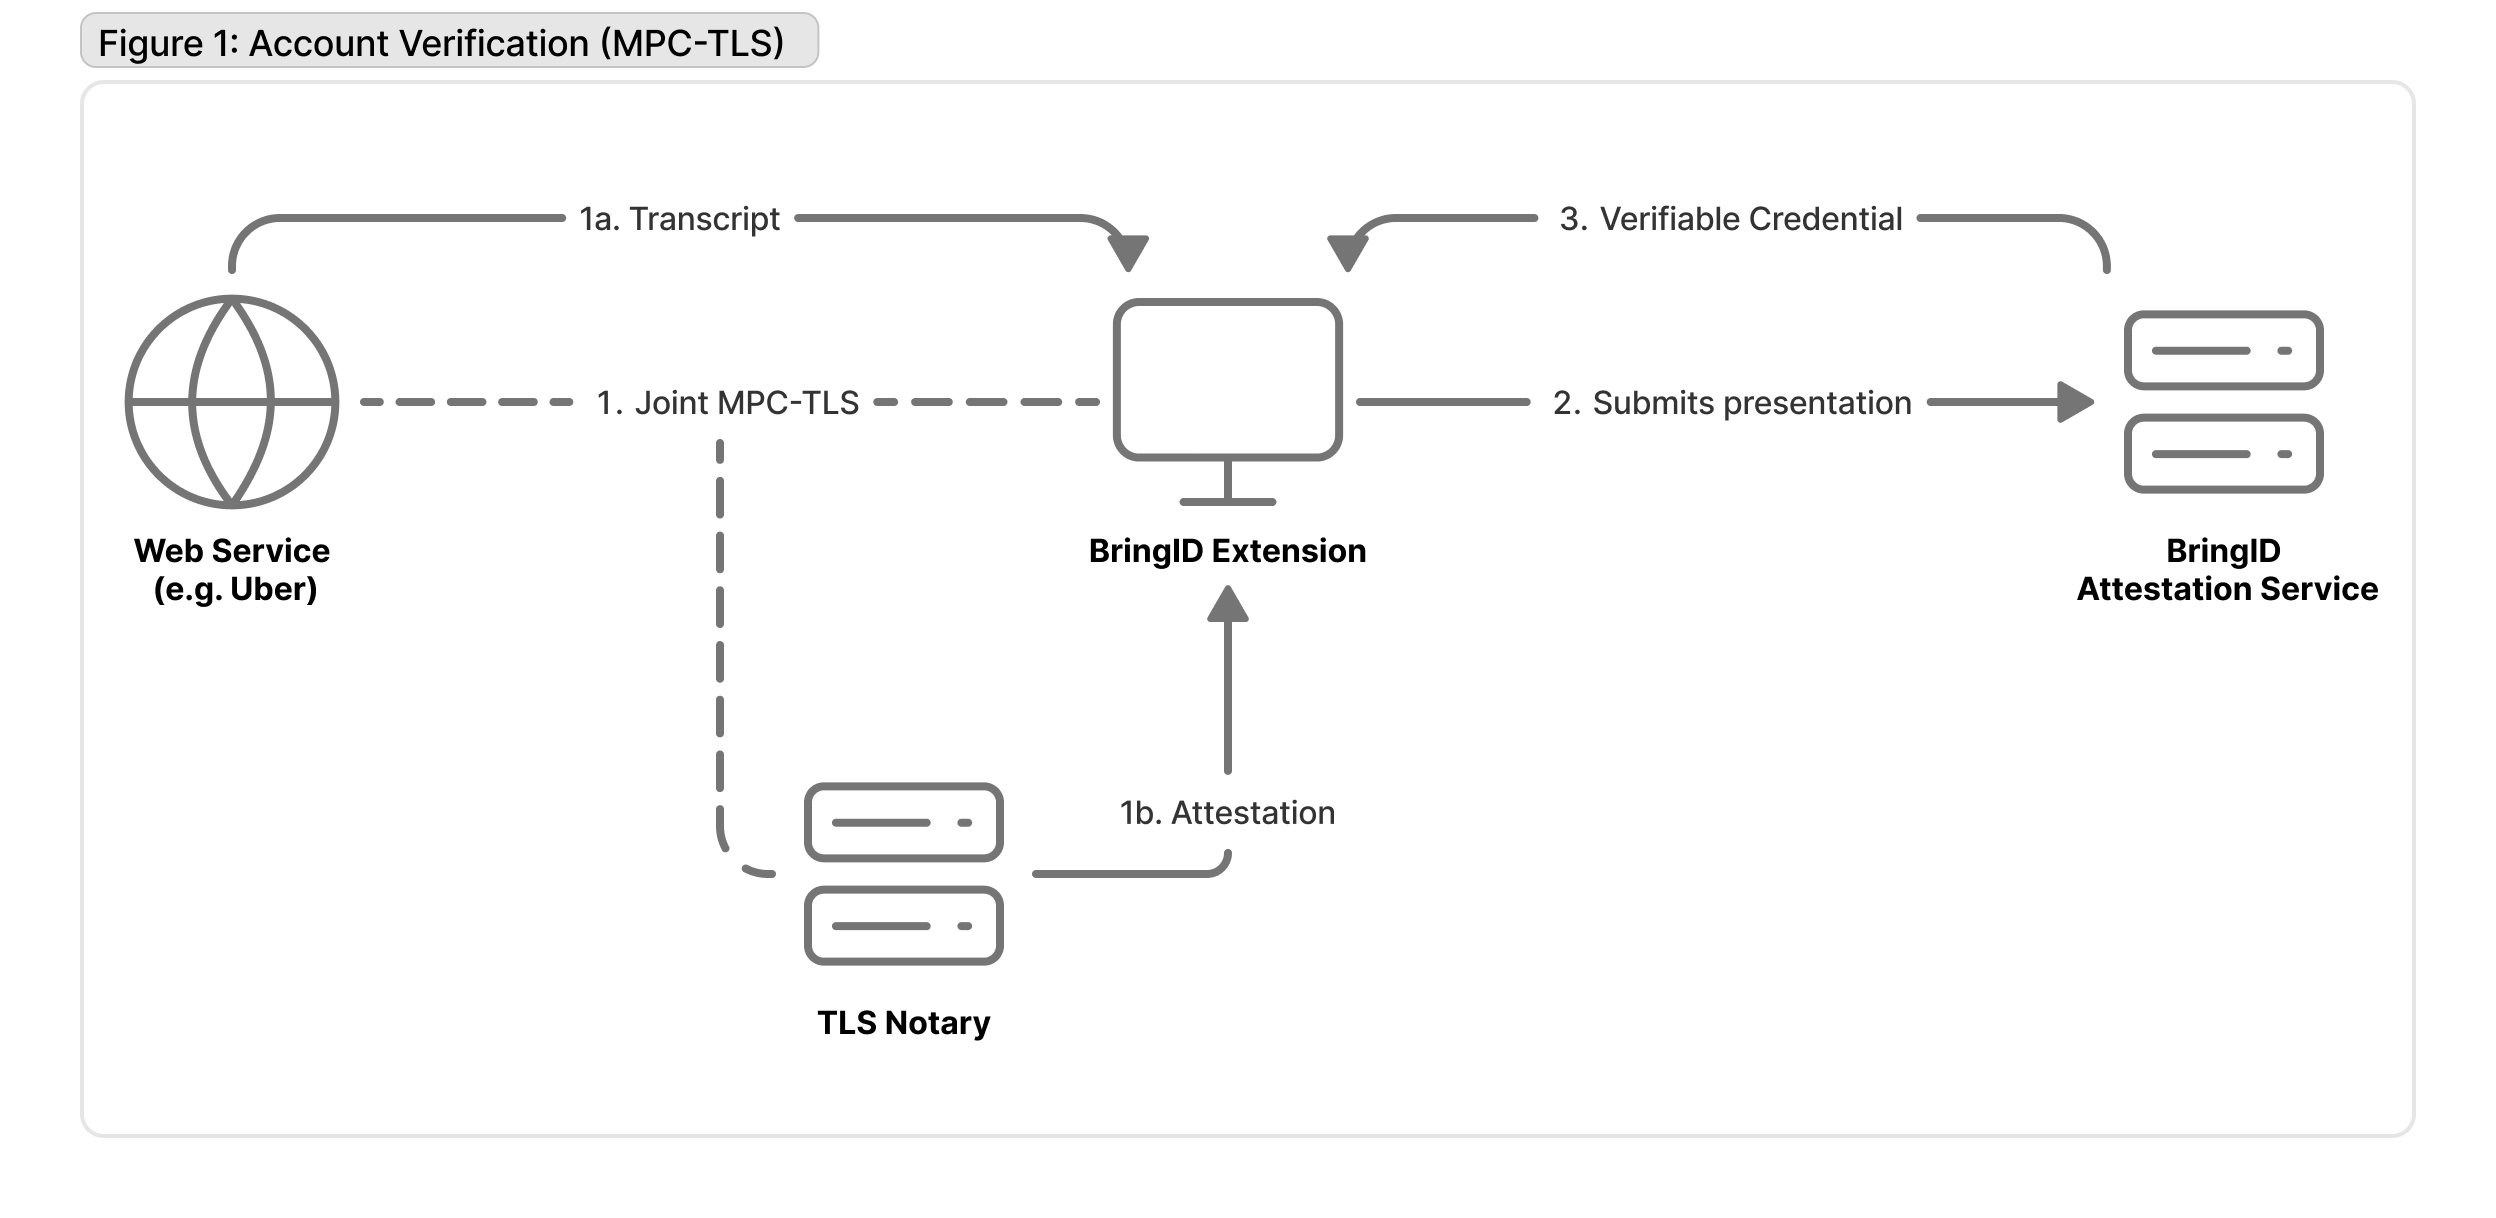 Figure 1: Account Verification (MPC-TLS)
1a. Transcript
3. Verifiable Credential
1. Joint MPC-TLS
2. Submits presentation
Web Service
(e.g. Uber)
BringID Extension
BringID
Attestation Service
1b. Attestation
TLS Notary